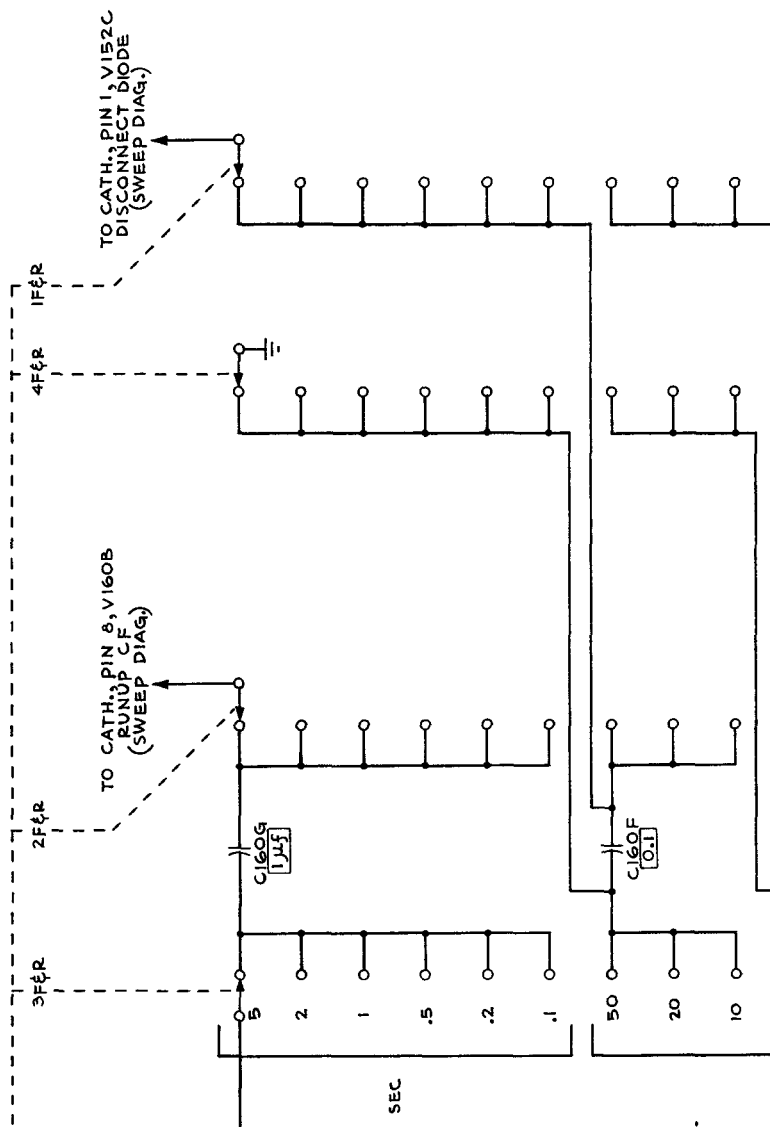 TO CATH., PIN 1, V152C
DISCONNECT DIODE
(SWEEP DIAG.)
1F&R
4F&R
TO CATH., PIN 8, V160B
RUNUP CF
(SWEEP DIAG.)
2F&R
3F&R
C160G
1μf
C160F
0.1
5
2
1
.5
.2
.1
50
20
10
SEC